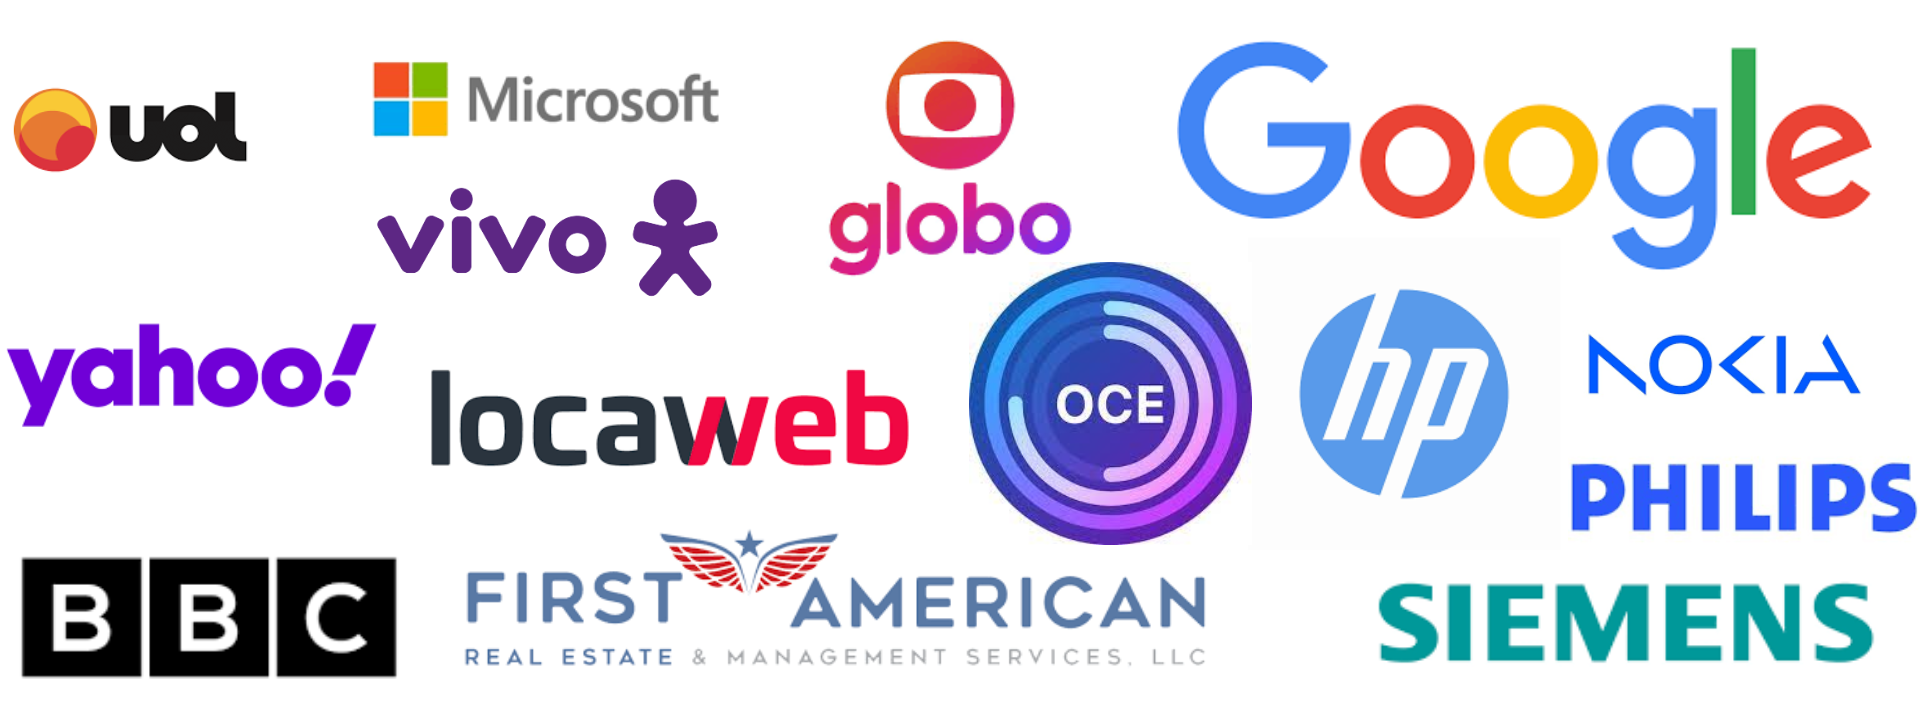 uol
Microsoft
globo
Google
vivo
yahoo!
locaweb
OCE
hp
NOKIA
PHILIPS
BBC
FIRST AMERICAN
REAL ESTATE & MANAGEMENT SERVICES, LLC
SIEMENS